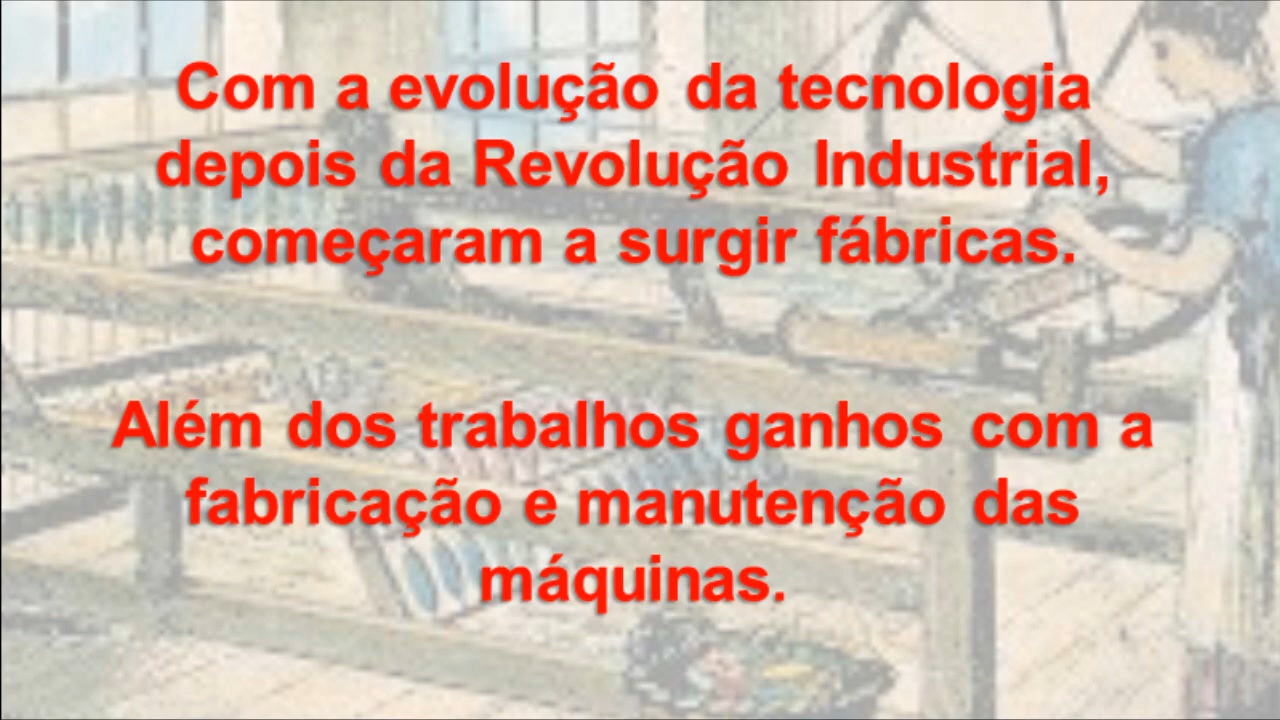 Com a evolução da tecnologia
depois da Revolução Industrial,
começaram a surgir fábricas.
Além dos trabalhos ganhos com a
fabricação e manutenção das
máquinas.